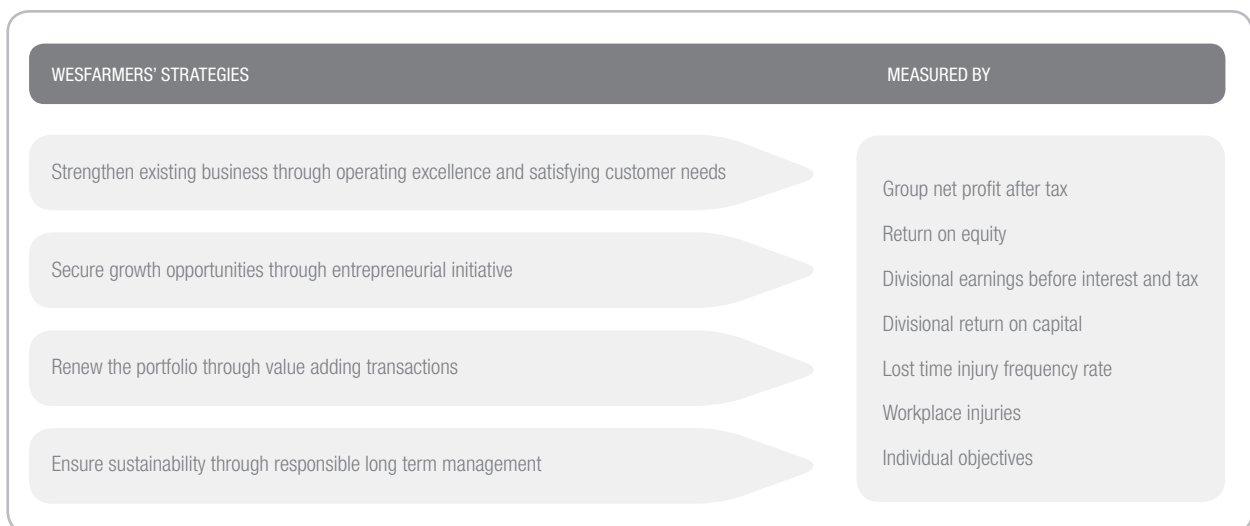 WESFARMERS’ STRATEGIES
MEASURED BY
Strengthen existing business through operating excellence and satisfying customer needs
Secure growth opportunities through entrepreneurial initiative
Renew the portfolio through value adding transactions
Ensure sustainability through responsible long term management
Group net profit after tax
Return on equity
Divisional earnings before interest and tax
Divisional return on capital
Lost time injury frequency rate
Workplace injuries
Individual objectives